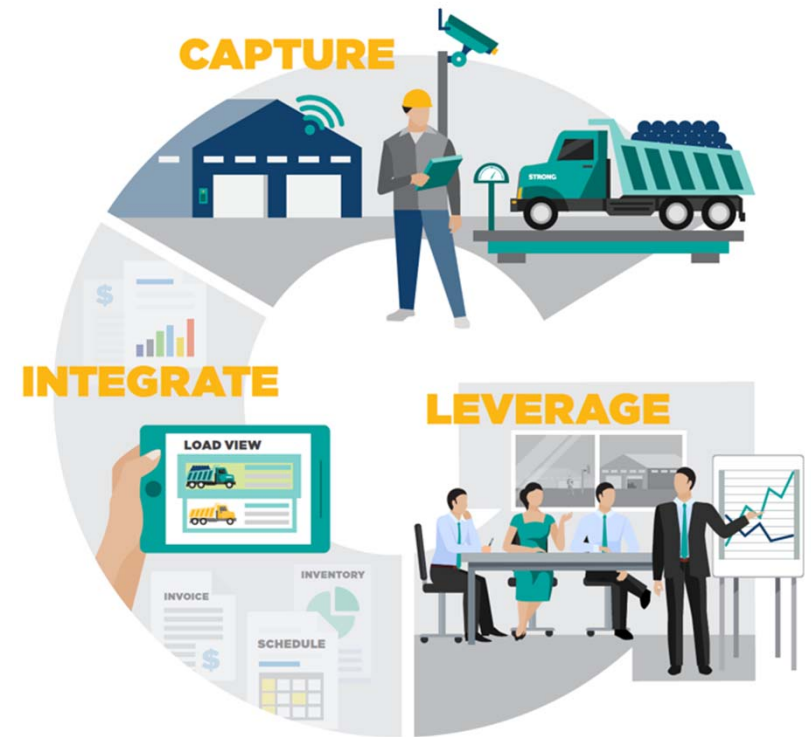 CAPTURE
STRONG
INTEGRATE
$
LEVERAGE
LOAD VIEW
INVENTORY
INVOICE
$
SCHEDULE